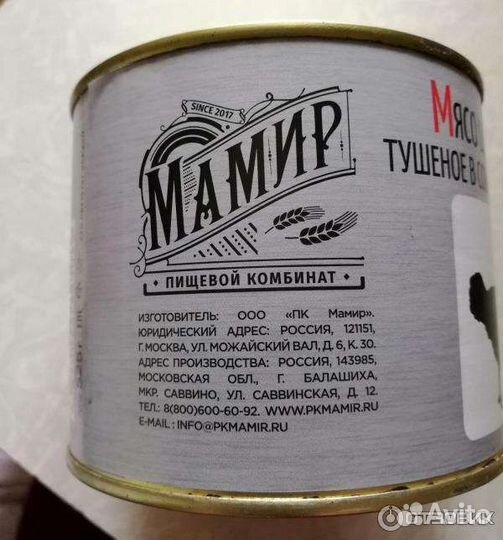 SINCE 2017
МАМИР
ПИЩЕВОЙ КОМБИНАТ
ИЗГОТОВИТЕЛЬ: ООО «ПК Мамир».
ЮРИДИЧЕСКИЙ АДРЕС: РОССИЯ, 121151,
Г. МОСКВА, УЛ. МОЖАЙСКИЙ ВАЛ, Д. 6, К. 30.
АДРЕС ПРОИЗВОДСТВА: РОССИЯ, 143985,
МОСКОВСКАЯ ОБЛ., Г. БАЛАШИХА,
МКР. САВВИНО, УЛ. САВВИНСКАЯ, Д. 12.
ТЕЛ.: 8(800)600-60-92. WWW.PKMAMIR.RU
E-MAIL : INFO@PKMAMIR.RU
МЯСО
ТУШЕНОЕ В
Avito